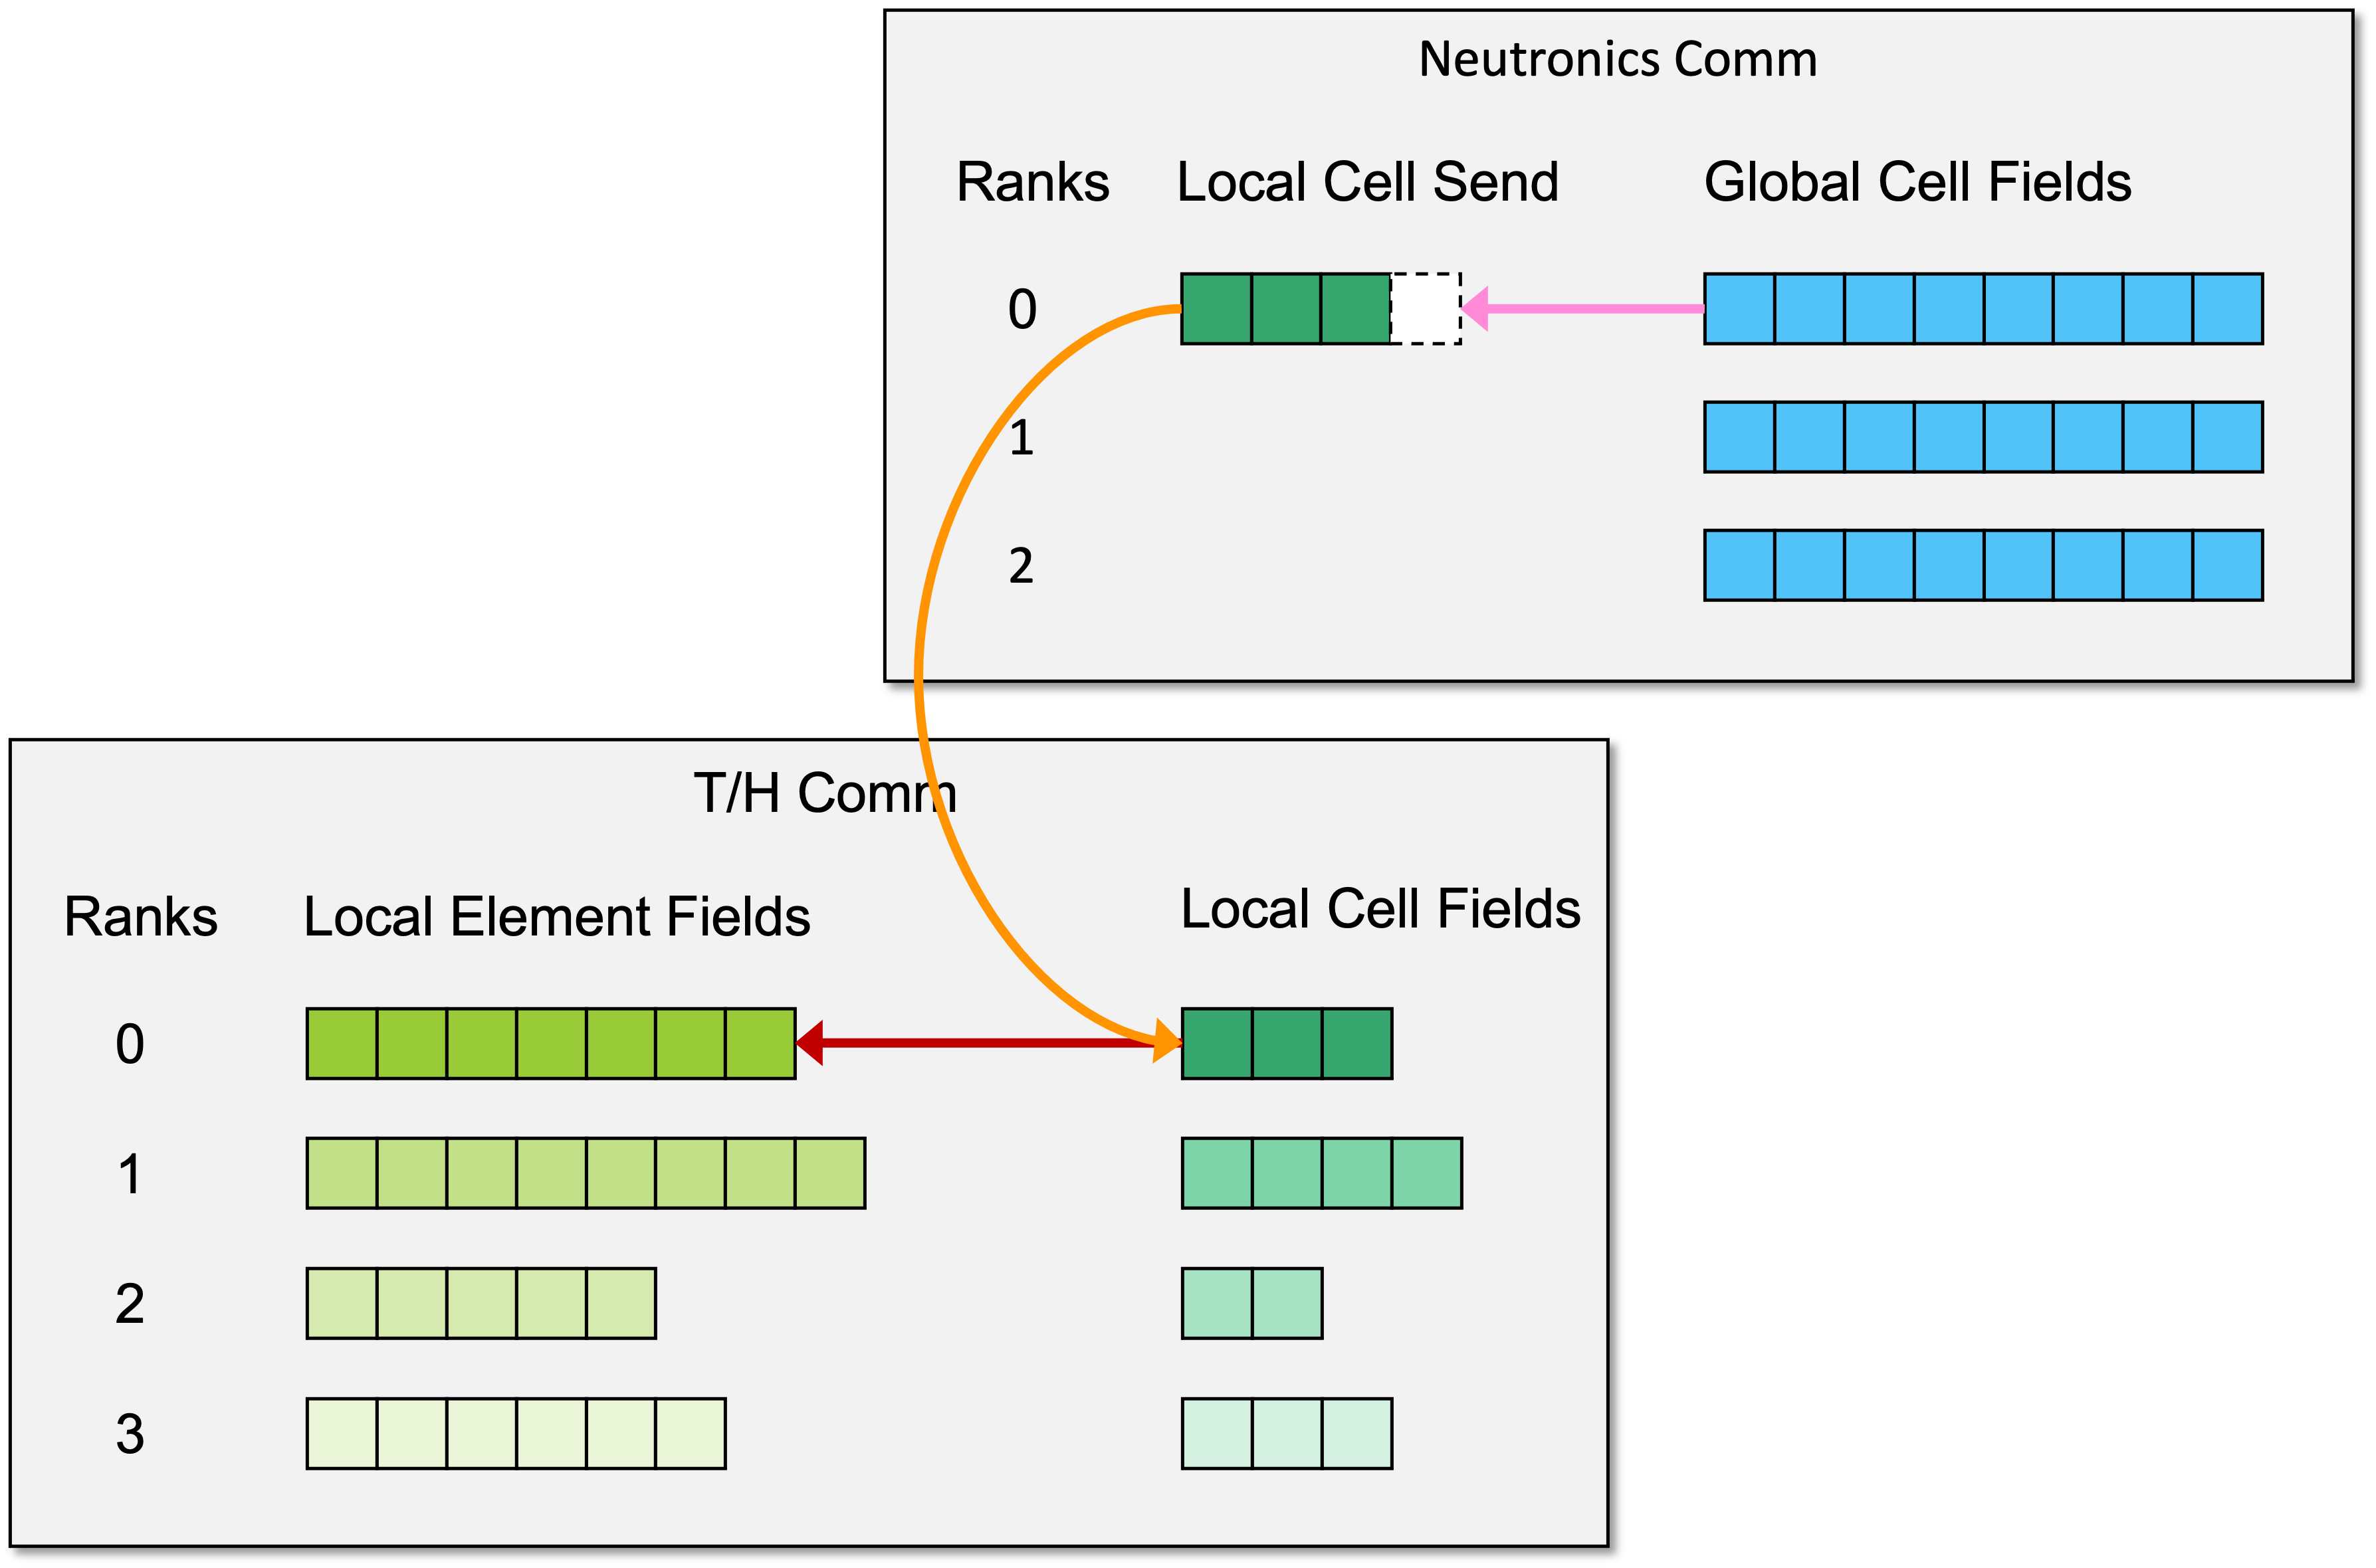 Neutronics Comm
Ranks Local Cell Send Global Cell Fields
0
1
2
T/H Comm
Ranks Local Element Fields Local Cell Fields
0
1
2
3